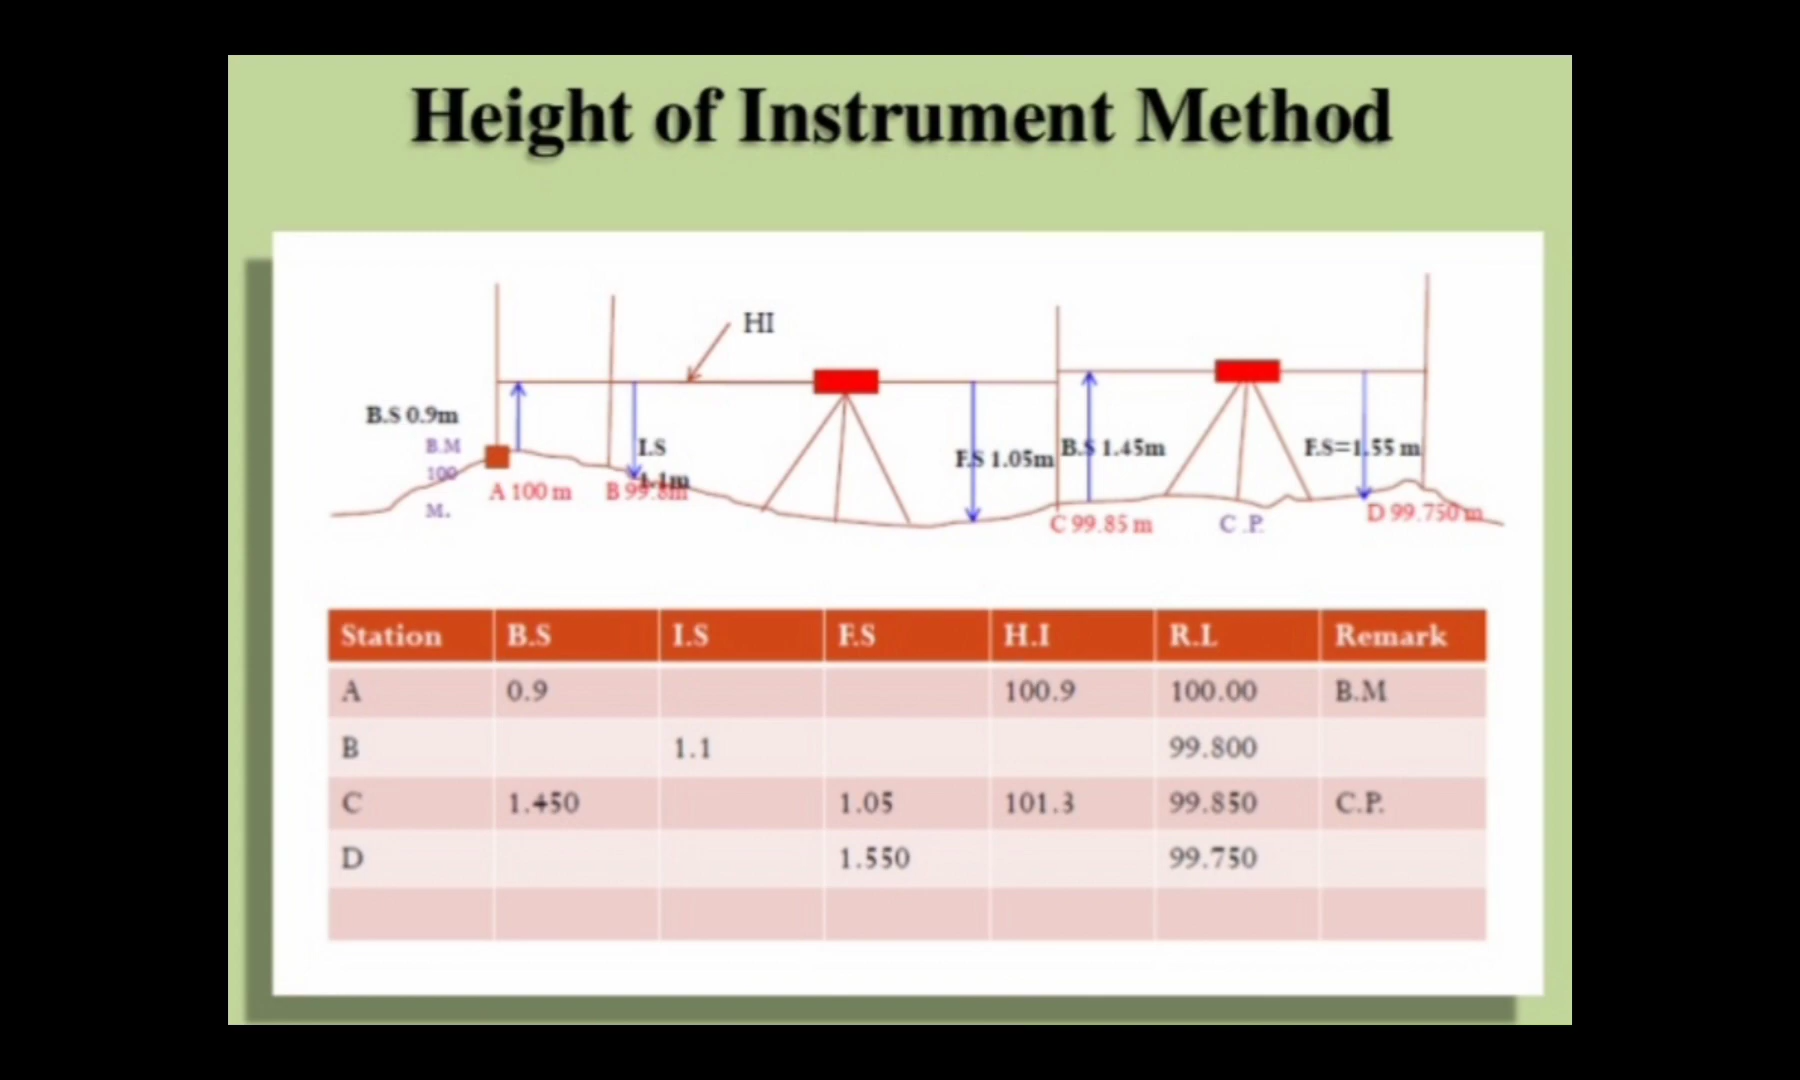 Height of Instrument Method
HI
B.S 0.9m
B.M
100
M.
A 100 m
I.S
1.1m
B 99.8m
F.S 1.05m
B.S 1.45m
F.S=1.55 m
C 99.85 m
C .P.
D 99.750 m
Station B.S I.S F.S H.I R.L Remark
A 0.9 100.9 100.00 B.M
B 1.1 99.800
C 1.450 1.05 101.3 99.850 C.P.
D 1.550 99.750